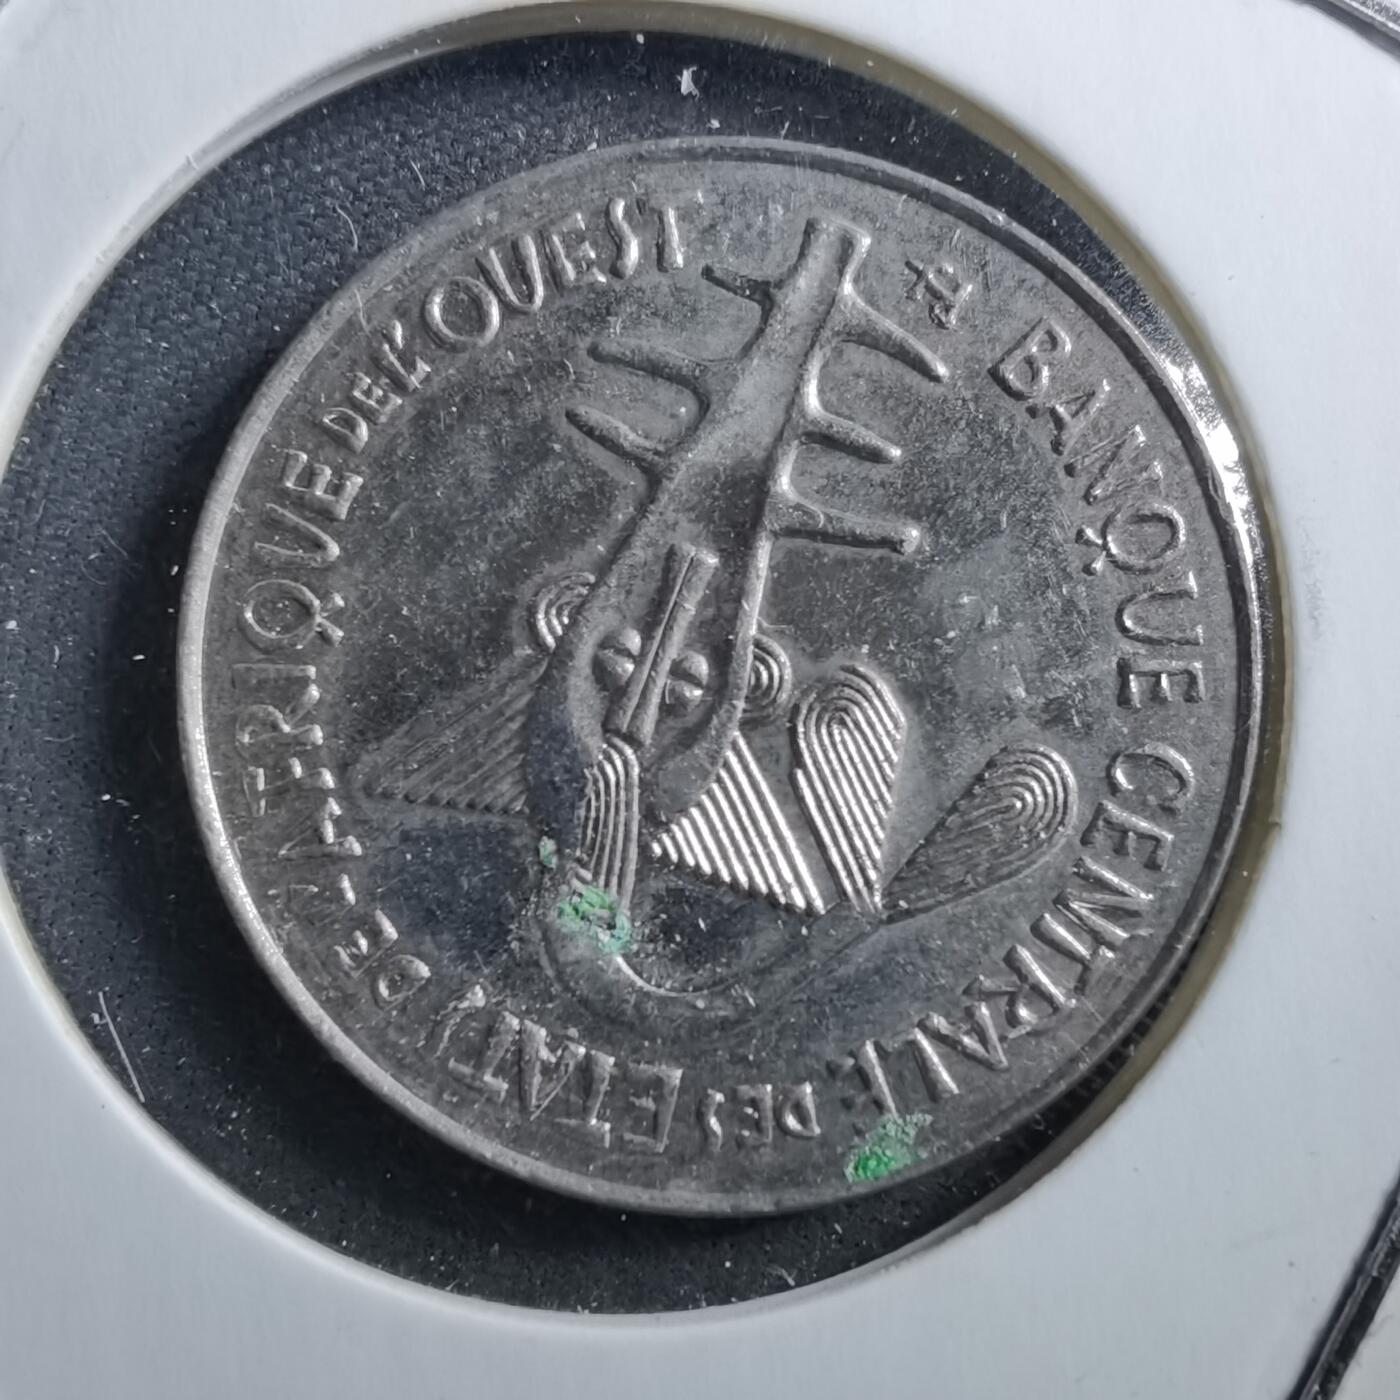 BANQUE CENTRALE DES ETATS DE L'AFRIQUE DE L'OUEST